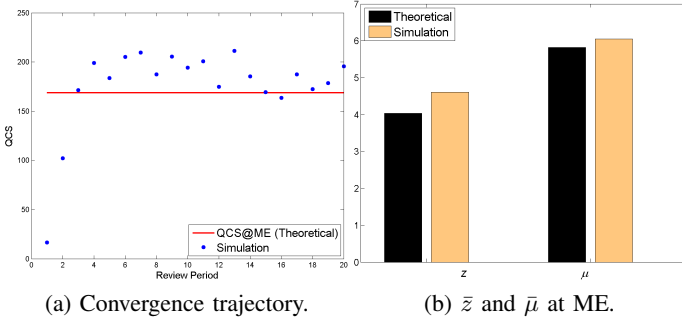 250
200
150
100
50
0
QCS
0 2 4 6 8 10 12 14 16 18 20
Review Period
QCS@ME (Theoretical)
Simulation
(a) Convergence trajectory.
7
6
5
4
3
2
1
0
Theoretical
Simulation
z μ
(b) z̄ and μ̄ at ME.